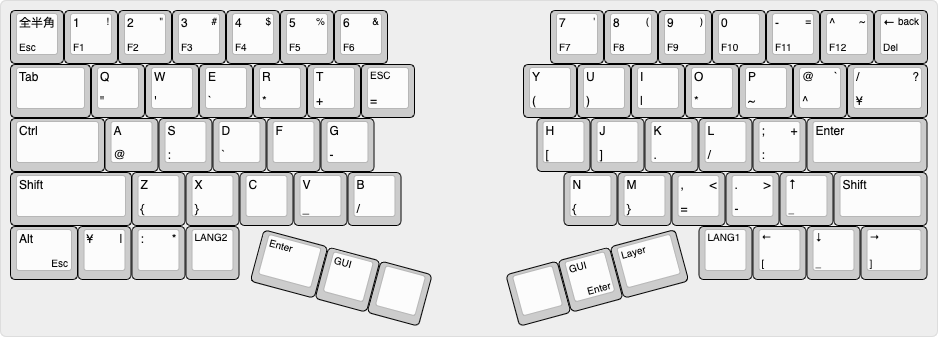 全半角 1 ! 2 " 3 # 4 $ 5 % 6 & 7 ' 8 ( 9 ) 0 - = ^ ~ ← back
Esc F1 F2 F3 F4 F5 F6 F7 F8 F9 F10 F11 F12 Del
Tab Q W E R T ESC Y U I O P @ ` / ?
" ' ` * + = ( ) | * ~ ^ ¥
Ctrl A S D F G H J K L ; + Enter
@ : ` - [ ] . / :
Shift Z X C V B N M , < . > ↑ Shift
{ } _ / { } = - _
Alt ¥ | : * LANG2 Enter GUI GUI Layer LANG1 ← ↓ →
Esc Enter [ _ ]